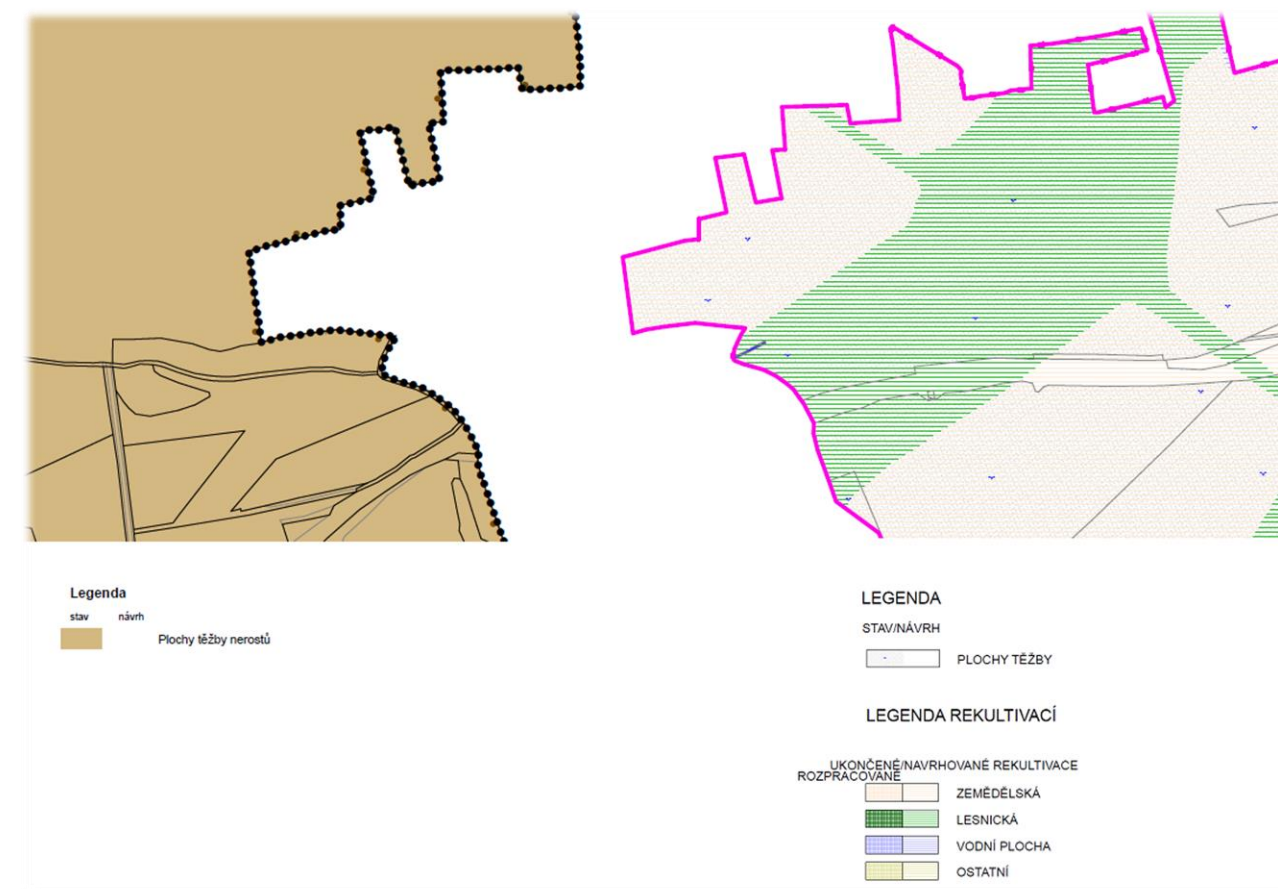 Legenda
stav návrh
Plochy těžby nerostů
LEGENDA
STAV/NÁVRH
PLOCHY TĚŽBY
LEGENDA REKULTIVACÍ
UKONČENÉ/NAVRHOVANÉ REKULTIVACE
ROZPRACOVANÉ
ZEMĚDĚLSKÁ
LESNICKÁ
VODNÍ PLOCHA
OSTATNÍ